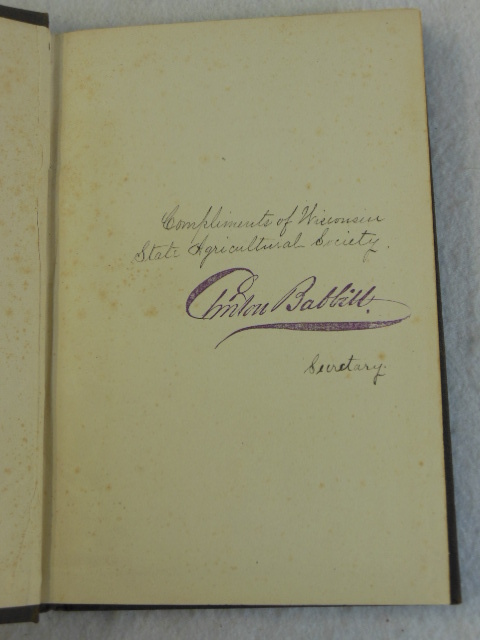 Compliments of Wisconsin
State Agricultural Society.
Clinton Babbitt.
Secretary.